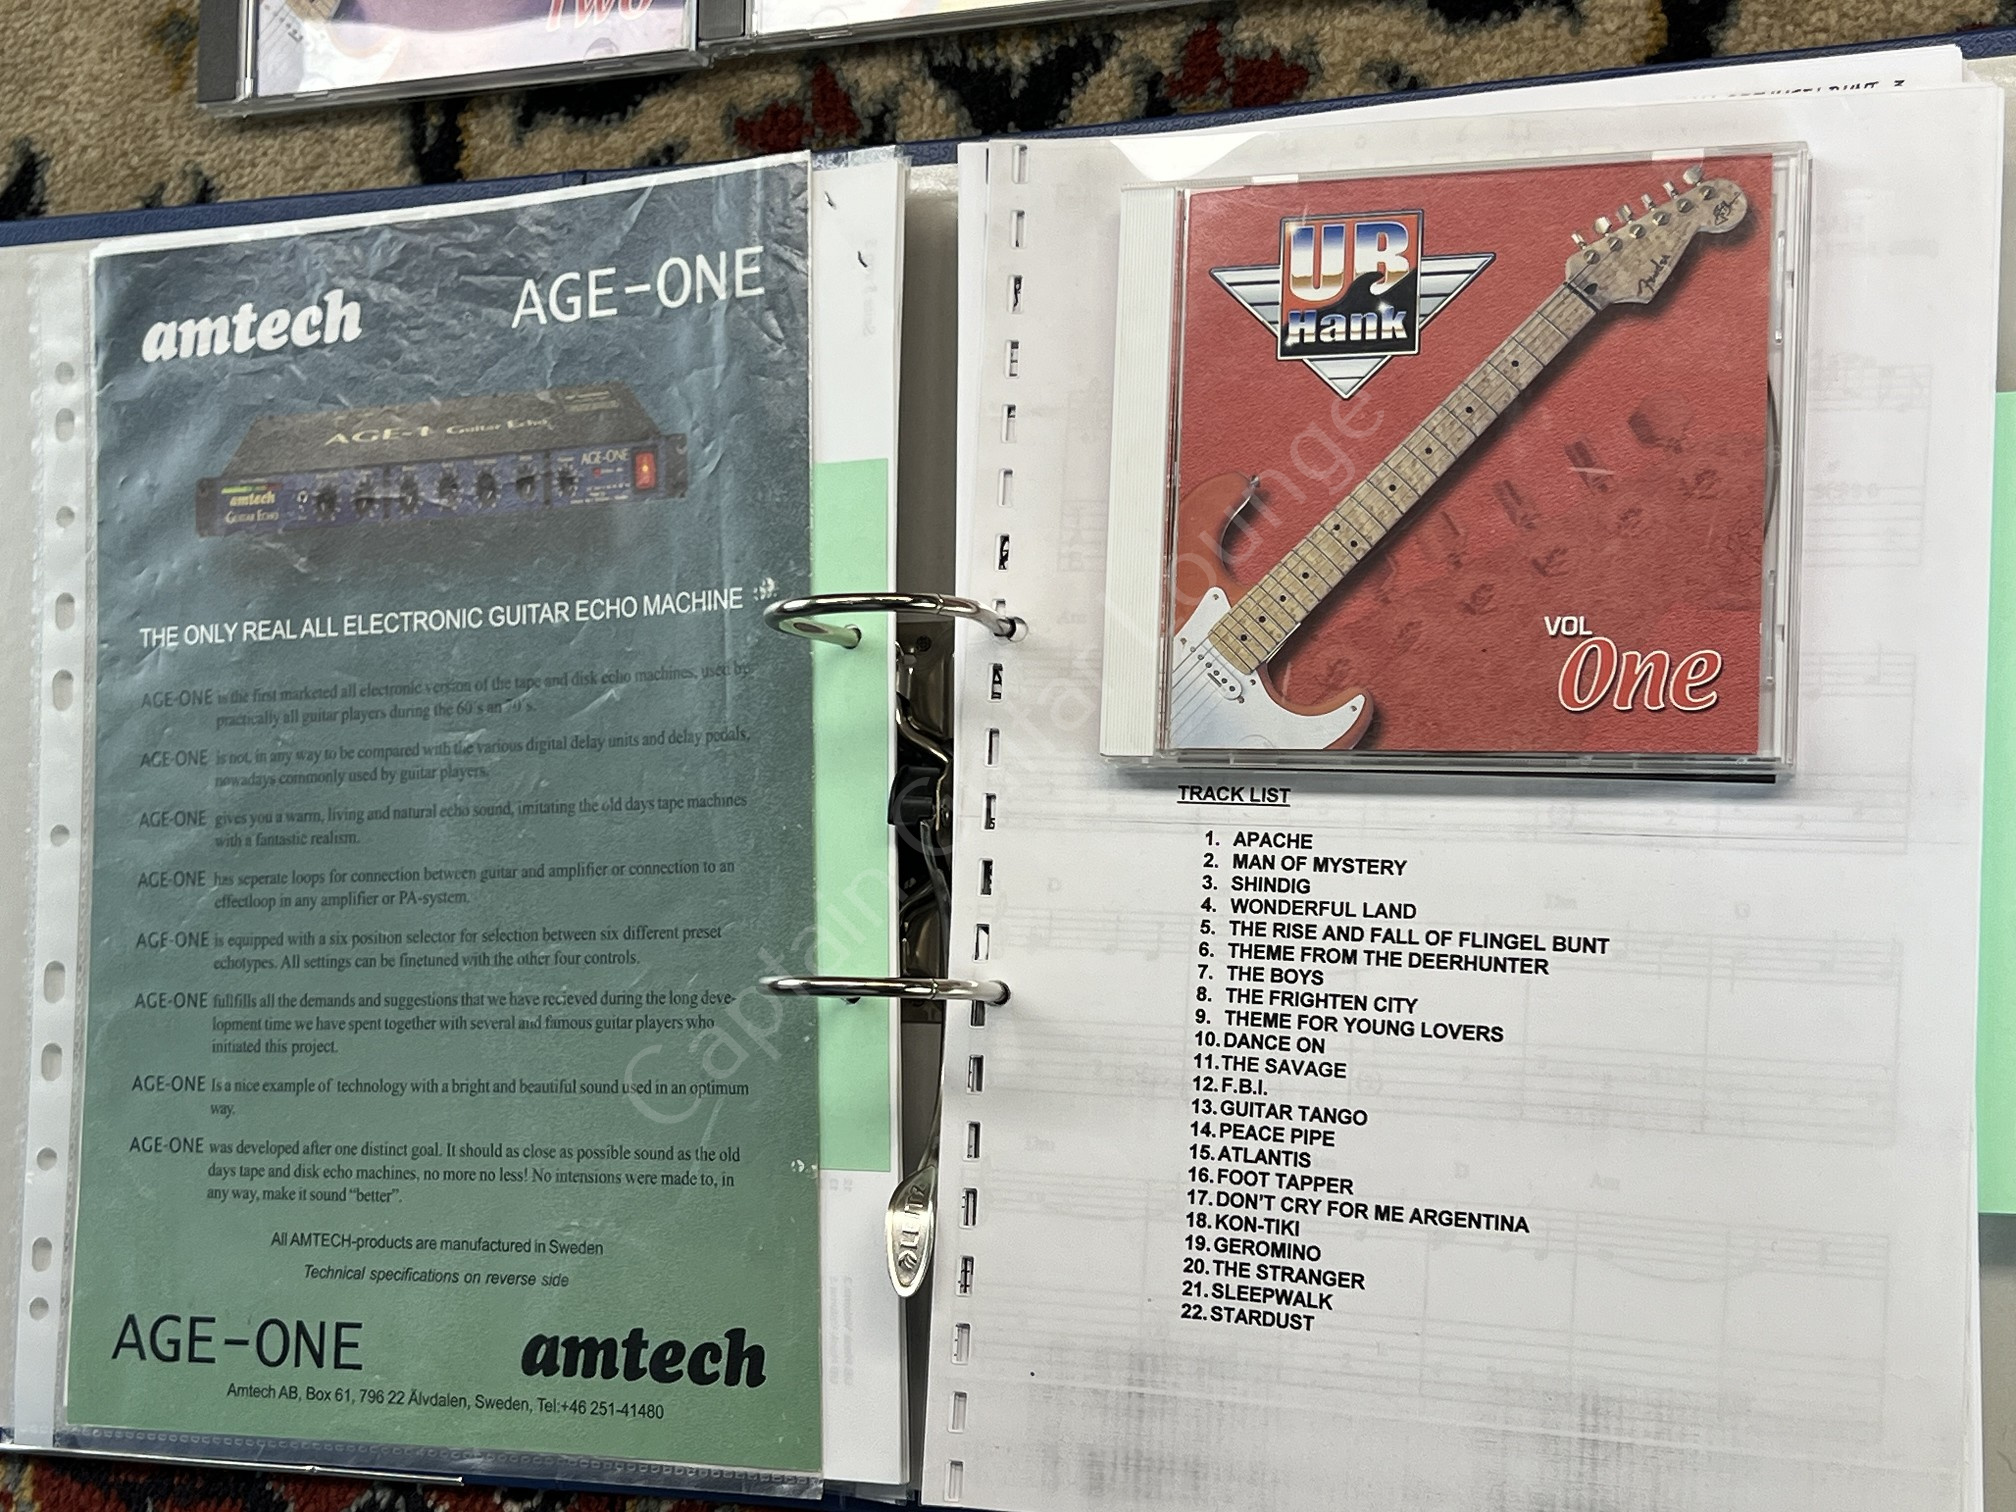 Two
amtech
AGE-ONE
AGE-1 Guitar Echo
AGE-ONE
amtech
GUITAR ECHO
THE ONLY REAL ALL ELECTRONIC GUITAR ECHO MACHINE
AGE-ONE is the first marketed all electronic version of the tape and disk echo machines, used by
practically all guitar players during the 60's an 70's.
AGE-ONE is not, in any way to be compared with the various digital delay units and delay pedals,
nowadays commonly used by guitar players.
AGE-ONE gives you a warm, living and natural echo sound, imitating the old days tape machines
with a fantastic realism.
AGE-ONE has seperate loops for connection between guitar and amplifier or connection to an
effectloop in any amplifier or PA-system.
AGE-ONE is equipped with a six position selector for selection between six different preset
echotypes. All settings can be finetuned with the other four controls.
AGE-ONE fullfills all the demands and suggestions that we have recieved during the long deve-
lopment time we have spent together with several and famous guitar players who
initiated this project.
AGE-ONE Is a nice example of technology with a bright and beautiful sound used in an optimum
way.
AGE-ONE was developed after one distinct goal. It should as close as possible sound as the old
days tape and disk echo machines, no more no less! No intensions were made to, in
any way, make it sound “better”.
All AMTECH-products are manufactured in Sweden
Technical specifications on reverse side
AGE-ONE
amtech
Amtech AB, Box 61, 796 22 Älvdalen, Sweden, Tel:+46 251-41480
LEITZ
UB
Hank
Fender
VOL
One
TRACK LIST
1. APACHE
2. MAN OF MYSTERY
3. SHINDIG
4. WONDERFUL LAND
5. THE RISE AND FALL OF FLINGEL BUNT
6. THEME FROM THE DEERHUNTER
7. THE BOYS
8. THE FRIGHTEN CITY
9. THEME FOR YOUNG LOVERS
10. DANCE ON
11. THE SAVAGE
12. F.B.I.
13. GUITAR TANGO
14. PEACE PIPE
15. ATLANTIS
16. FOOT TAPPER
17. DON'T CRY FOR ME ARGENTINA
18. KON-TIKI
19. GEROMINO
20. THE STRANGER
21. SLEEPWALK
22. STARDUST
Captain Guitar Lounge